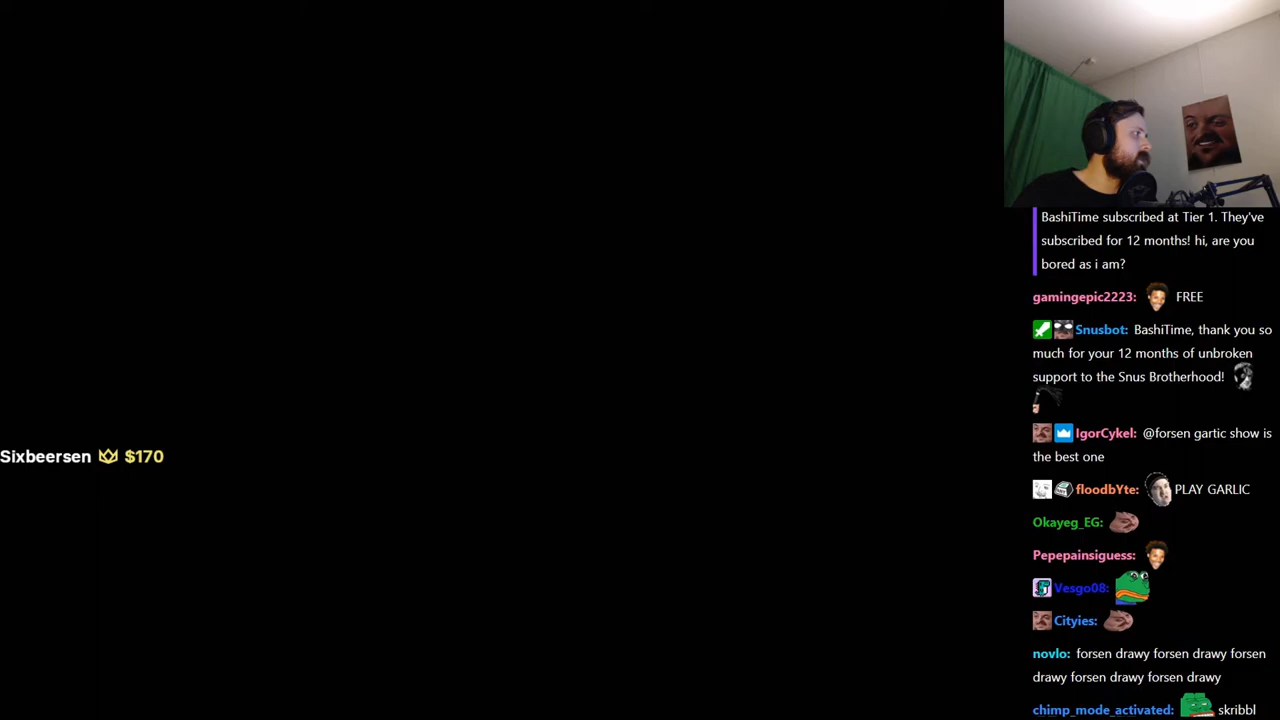 BashiTime subscribed at Tier 1. They've
subscribed for 12 months! hi, are you
bored as i am?
gamingepic2223: FREE
Snusbot: BashiTime, thank you so
much for your 12 months of unbroken
support to the Snus Brotherhood!
IgorCykel: @forsen gartic show is
the best one
Sixbeersen $170
floodbYte: PLAY GARLIC
Okayeg_EG:
Pepepainsiguess:
Vesgo08:
Cityies:
novlo: forsen drawy forsen drawy forsen
drawy forsen drawy forsen drawy
chimp_mode_activated: skribbl